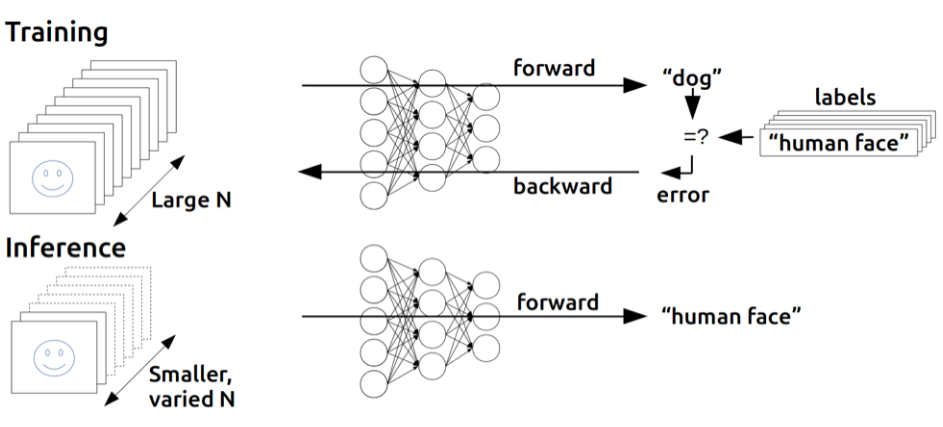 Training
forward
“dog”
labels
=?
“human face”
Large N
backward
error
Inference
forward
“human face”
Smaller,
varied N